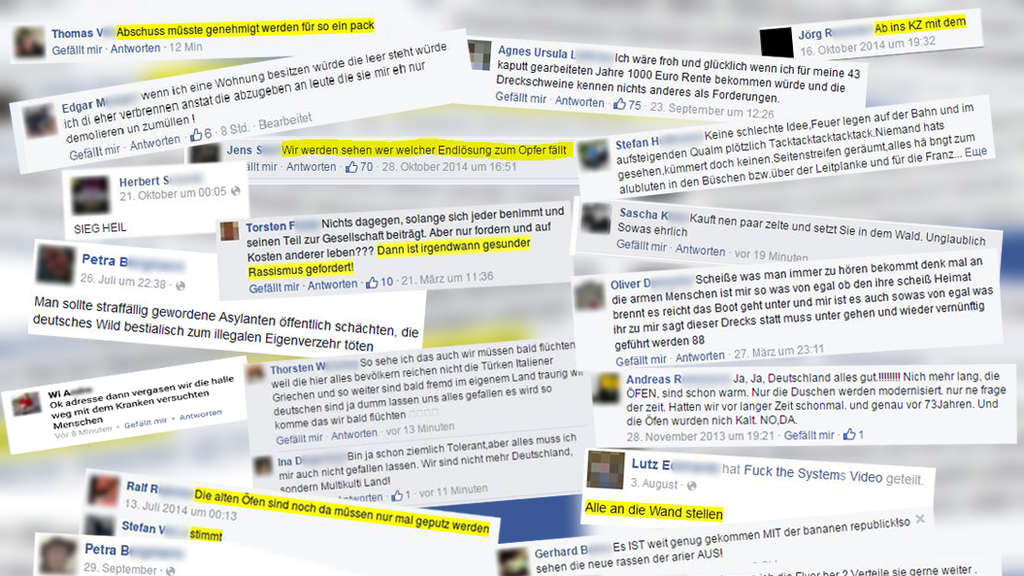 Thomas V
Abschuss müsste genehmigt werden für so ein pack
Gefällt mir · Antworten · 12 Min
Jörg R
Ab ins KZ mit dem
16. Oktober 2014 um 19:32
Edgar M
wenn ich eine Wohnung besitzen würde die leer steht würde
ich di eher verbrennen anstat die abzugeben an leute die sie mir eh nur
demolieren un zumüllen !
Gefällt mir · Antworten · 6 · 8 Std. · Bearbeitet
Agnes Ursula L
Ich wäre froh und glücklich wenn ich für meine 43
kaputt gearbeiteten Jahre 1000 Euro Rente bekommen würde und die
Dreckschweine kennen nichts anderes als Forderungen.
Gefällt mir · Antworten · 75 · 23. September um 12:26
Jens S
Wir werden sehen wer welcher Endlösung zum Opfer fällt
Gefällt mir · Antworten · 70 · 28. Oktober 2014 um 16:51
Stefan H
Keine schlechte Idee,Feuer legen auf der Bahn und im
aufsteigenden Qualm plötzlich Tacktacktacktacktack.Niemand hats
gesehen,kümmert doch keinen.Seitenstreifen geräumt,alles hä bngt zum
alubluten in den Büschen bzw.über der Leitplanke und für die Franz... Mehr
Herbert S
21. Oktober um 00:05
SIEG HEIL
Torsten F
Nichts dagegen, solange sich jeder benimmt und
seinen Teil zur Gesellschaft beiträgt. Aber nur fordern und auf
Kosten anderer leben??? Dann ist irgendwann gesunder
Rassismus gefordert!
Gefällt mir · Antworten · 10 · 21. März um 11:36
Sascha K
Kauft nen paar zelte und setzt Sie in dem Wald. Unglaublich
Sowas ehrlich
Gefällt mir · Antworten · vor 19 Minuten
Petra B
26. Juli um 22:38
Man sollte straffällig gewordene Asylanten öffentlich schächten, die
deutsches Wild bestialisch zum illegalen Eigenverzehr töten
Oliver D
Scheiße was man immer zu hören bekommt denk mal an
die armen Menschen ist mir so was von egal ob den ihre scheiß Heimat
brennt es reicht das Boot geht unter und mir ist es auch sowas von egal was
ihr zu mir sagt dieser Drecks statt muss unter gehen und wieder vernünftig
geführt werden 88
Gefällt mir · Antworten · 27. März um 23:11
Thorsten W
So sehe ich das auch wir müssen bald flüchten
weil die hier alles bevölkern reichen nicht die Türken Italiener
Griechen und so weiter sind bald fremd im eigenem Land traurig wir
deutschen sind ja dumm lassen uns alles gefallen es wird so
komme das wir bald flüchten
Gefällt mir · Antworten · vor 13 Minuten
Wi A
Ok adresse dann vergasen wir die halle
weg mit dem Kranken versuchten
Menschen
Vor 8 Minuten · Gefällt mir · Antworten
Andreas R
Ja, Ja, Deutschland alles gut.!!!!!!!! Nich mehr lang, die
ÖFEN, sind schon warm. Nur die Duschen werden modernisiert. nur ne frage
der zeit. Hatten wir vor langer Zeit schonmal. und genau vor 73Jahren. Und
die Öfen wurden nich Kalt. NO,DA.
28. November 2013 um 19:21 · Gefällt mir · 1
Ina D
Bin ja schon ziemlich Tolerant,aber alles muss ich
mir auch nicht gefallen lassen. Wir sind nicht mehr Deutschland,
sondern Multikulti Land!
Antworten · 1 · vor 11 Minuten
Lutz E
hat Fuck the Systems Video geteilt.
3. August
Alle an die Wand stellen
Ralf R
Die alten Öfen sind noch da müssen nur mal geputz werden
13. Juli 2014 um 00:13
Stefan V
stimmt
Petra B
29. September
Gerhard B
Es IST weit genug gekommen MIT der bananen republick!so
sehen die neue rassen der arier AUS!